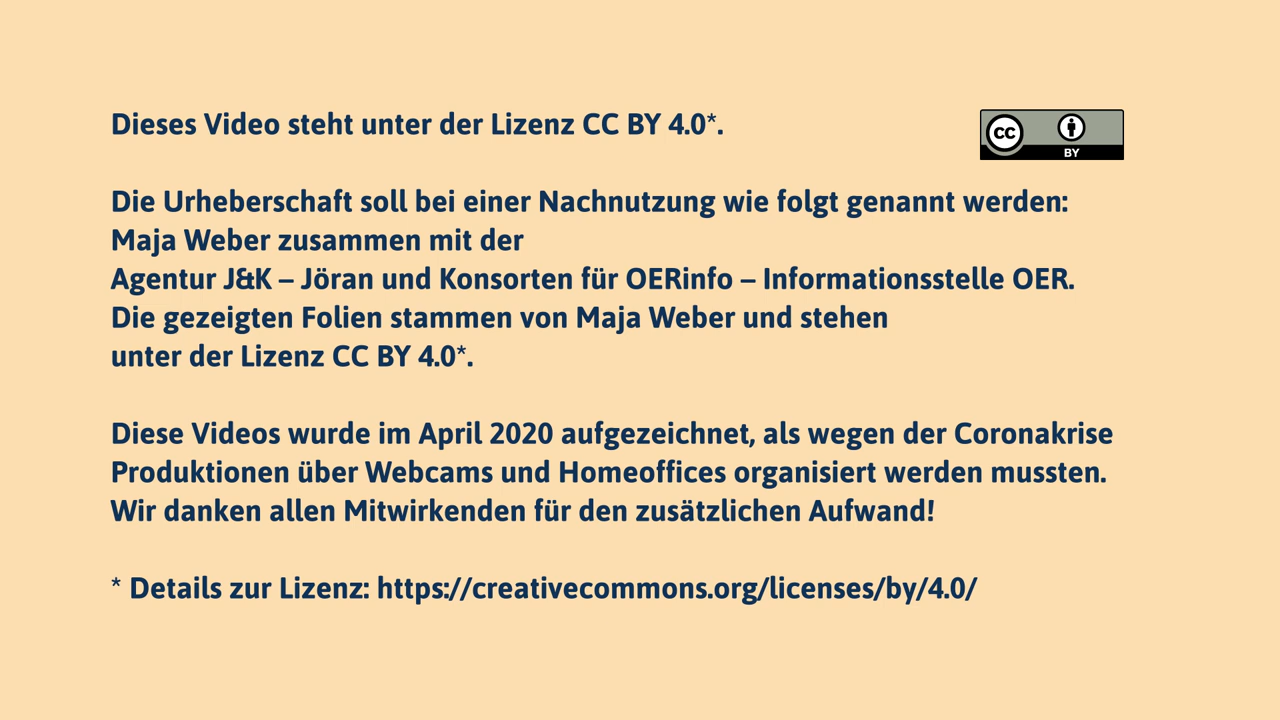 Dieses Video steht unter der Lizenz CC BY 4.0*.
cc BY
Die Urheberschaft soll bei einer Nachnutzung wie folgt genannt werden:
Maja Weber zusammen mit der
Agentur J&K – Jöran und Konsorten für OERinfo – Informationsstelle OER.
Die gezeigten Folien stammen von Maja Weber und stehen
unter der Lizenz CC BY 4.0*.
Diese Videos wurde im April 2020 aufgezeichnet, als wegen der Coronakrise
Produktionen über Webcams und Homeoffices organisiert werden mussten.
Wir danken allen Mitwirkenden für den zusätzlichen Aufwand!
* Details zur Lizenz: https://creativecommons.org/licenses/by/4.0/